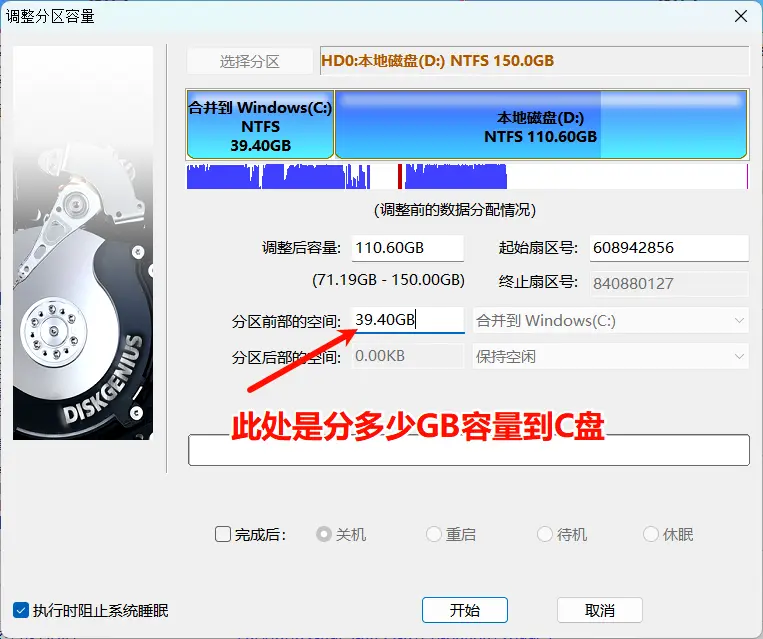 调整分区容量
选择分区
HD0:本地磁盘(D:) NTFS 150.0GB
合并到 Windows(C:)
NTFS
39.40GB
本地磁盘(D:)
NTFS 110.60GB
(调整前的数据分配情况)
调整后容量: 110.60GB 起始扇区号: 608942856
(71.19GB - 150.00GB) 终止扇区号: 840880127
分区前部的空间: 39.40GB 合并到 Windows(C:)
分区后部的空间: 0.00KB 保持空闲
DISKGENIUS
此处是分多少GB容量到C盘
完成后: 关机 重启 待机 休眠
执行时阻止系统睡眠
开始 取消